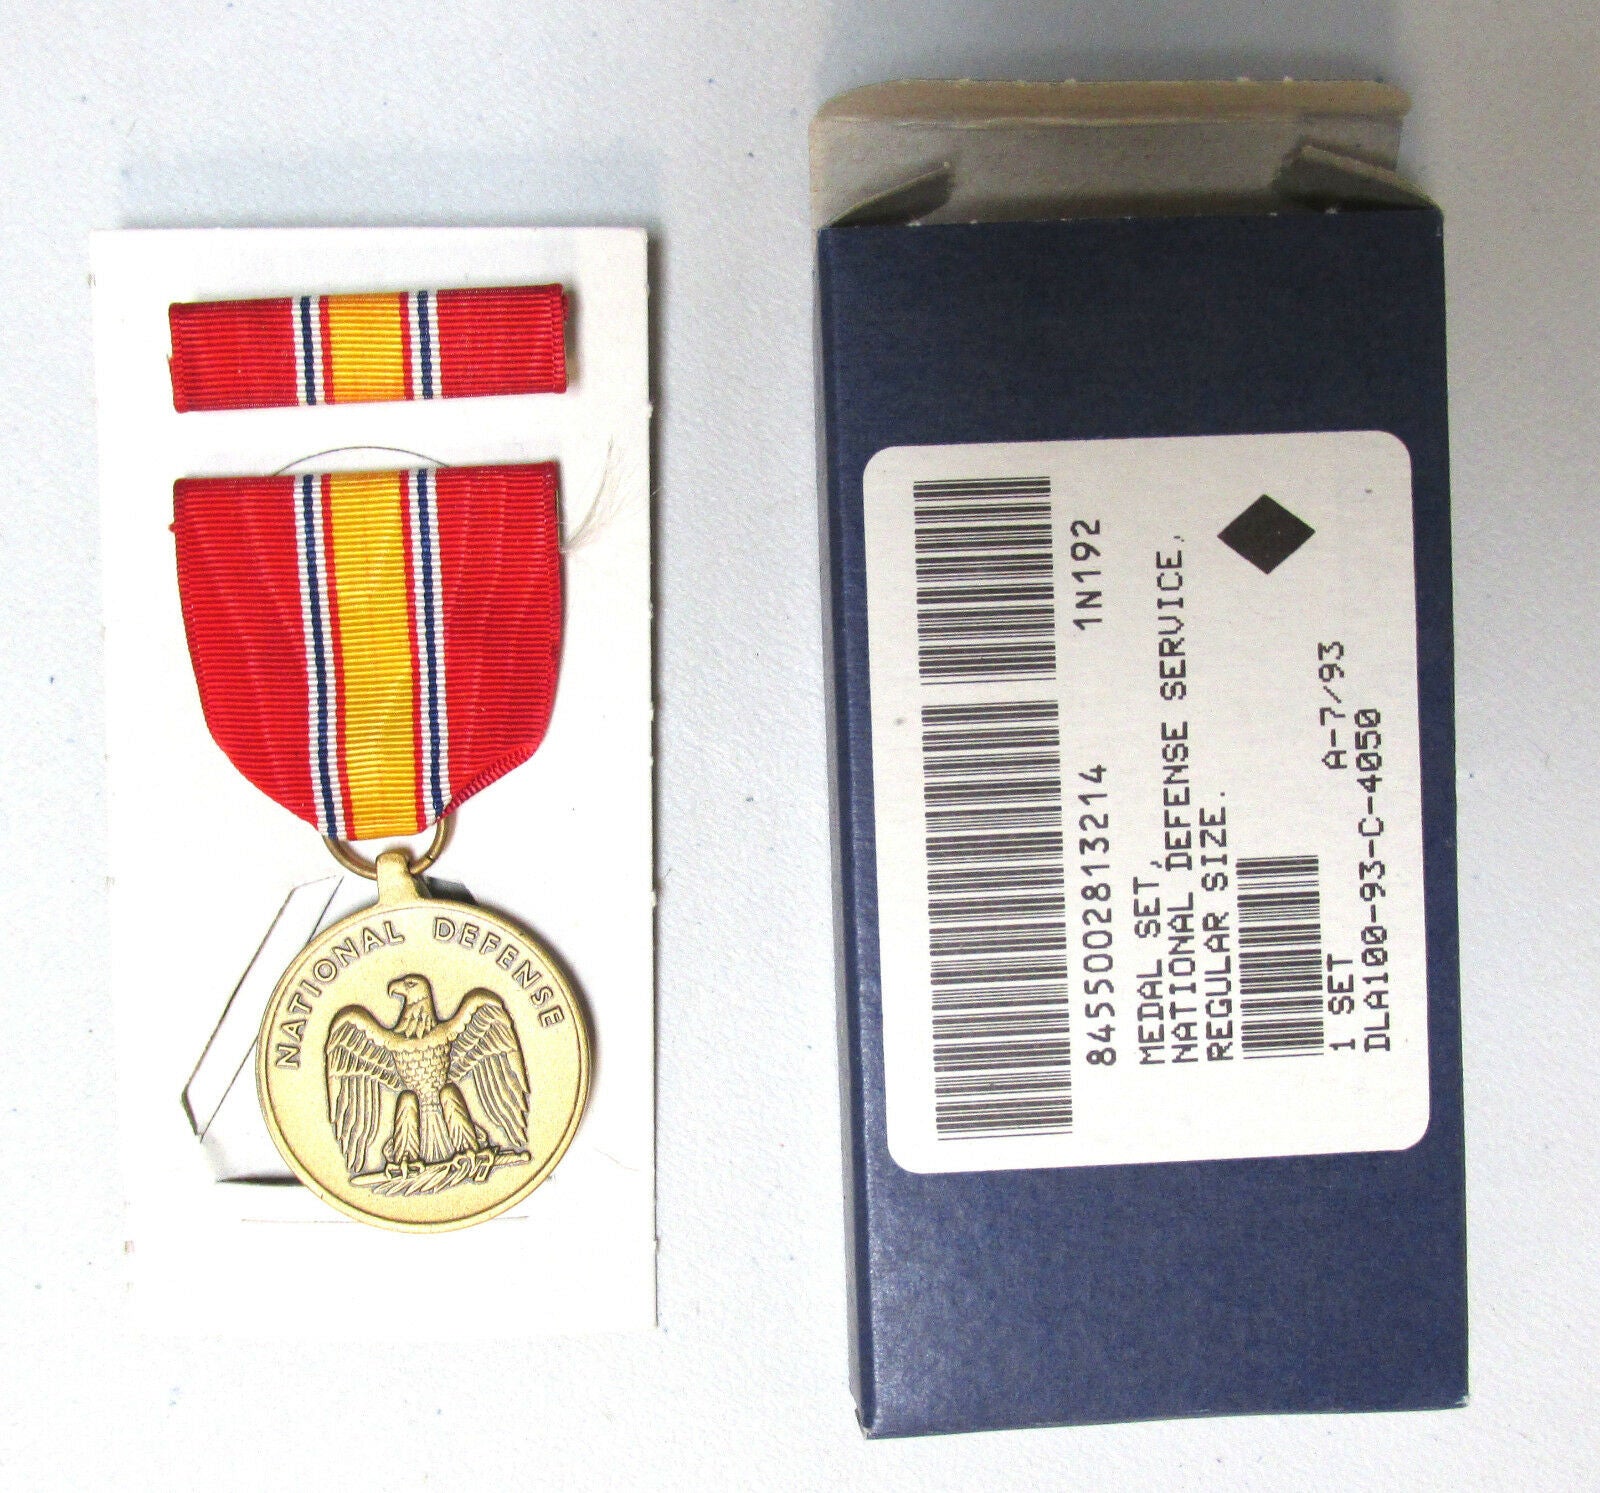 NATIONAL DEFENSE
1N192
8455002813214
MEDAL SET,
NATIONAL DEFENSE SERVICE,
REGULAR SIZE.
1 SET A-7/93
DLA100-93-C-4050